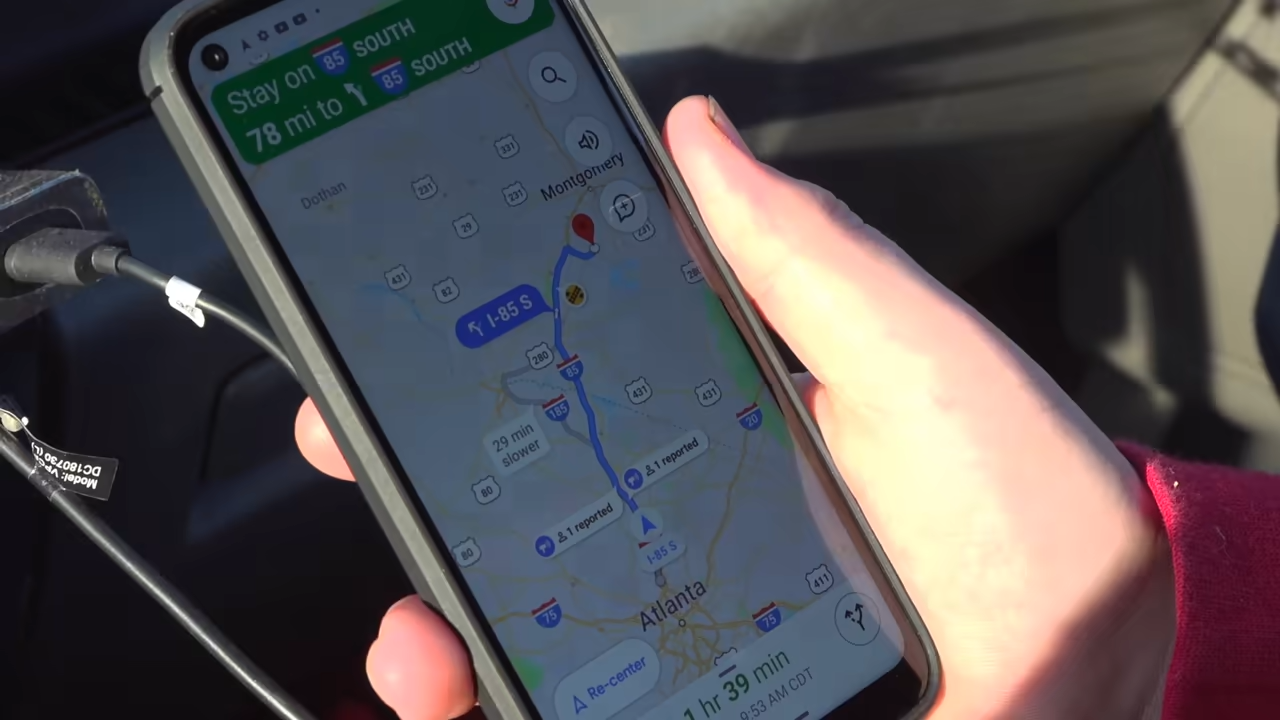 Stay on 85 SOUTH
78 mi to 85 SOUTH
331
Montgomery
Dothan
231
231
29
431
82
I-85 S
280
85
431
431
185
20
29 min
slower
1 reported
80
1 reported
80
I-85 S
411
Atlanta
75
75
Re-center
1 hr 39 min
9:53 AM CDT
DC180730 (L)